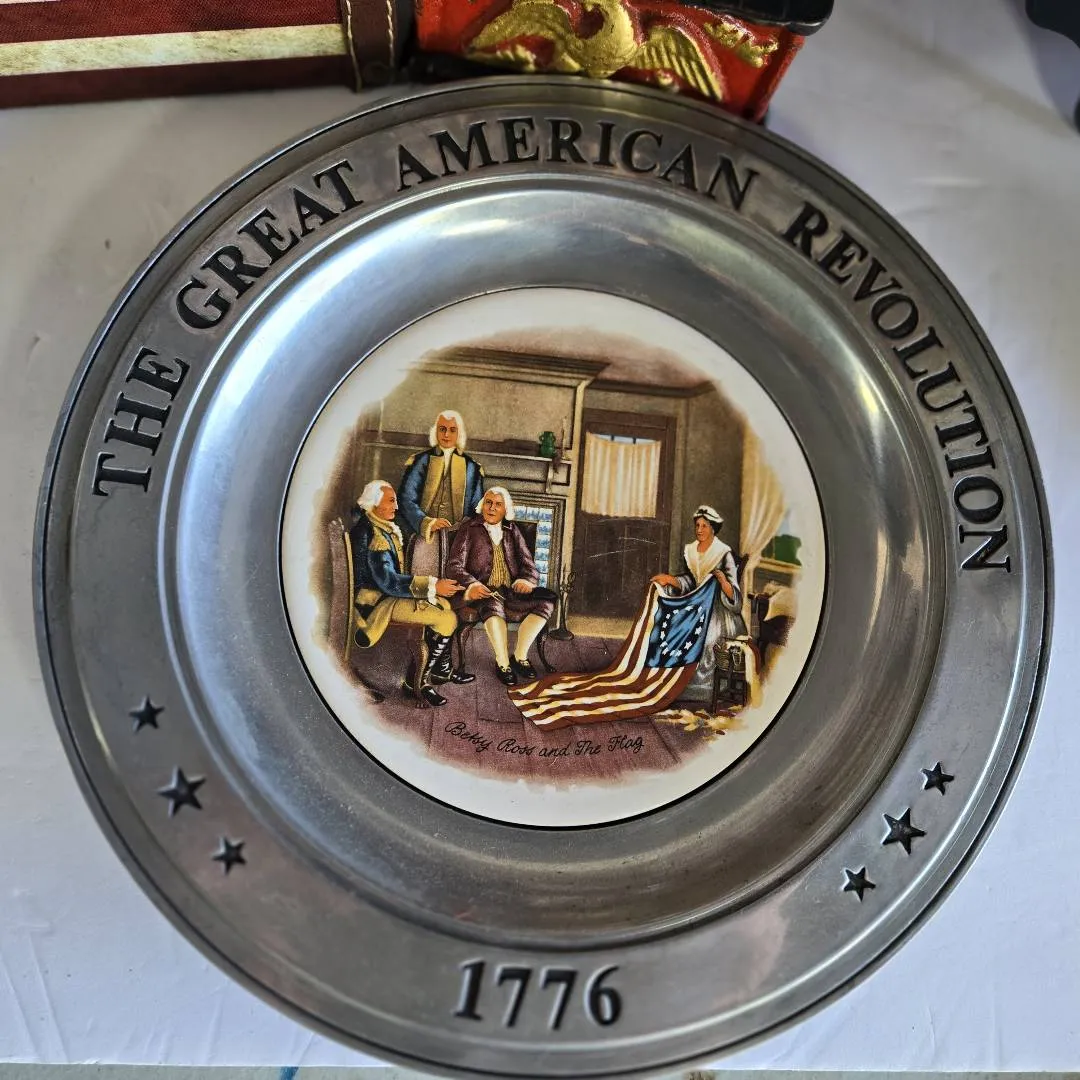 THE GREAT AMERICAN REVOLUTION
Betsy Ross and The Flag
1776